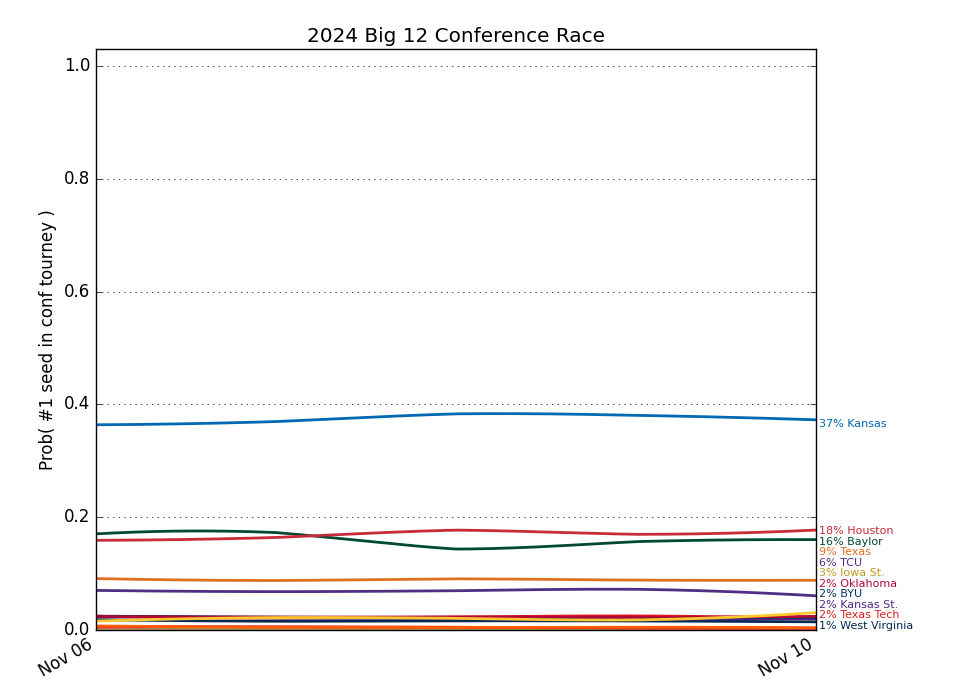 2024 Big 12 Conference Race
Prob( #1 seed in conf tourney )
1.0
0.8
0.6
0.4
0.2
0.0
Nov 06
Nov 10
37% Kansas
18% Houston
16% Baylor
9% Texas
6% TCU
3% Iowa St.
2% Oklahoma
2% BYU
2% Kansas St.
2% Texas Tech
1% West Virginia